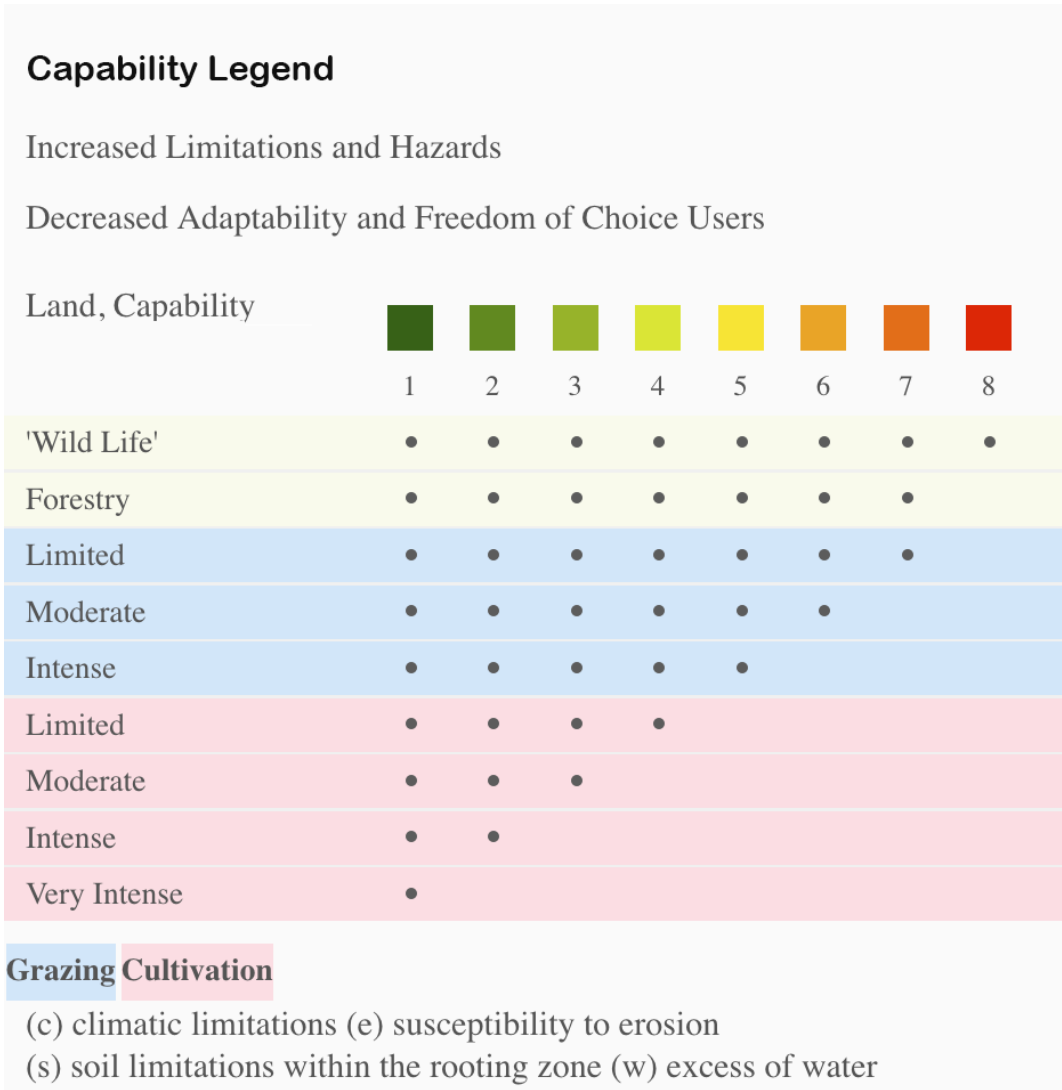 Capability Legend
Increased Limitations and Hazards
Decreased Adaptability and Freedom of Choice Users
Land, Capability
1 2 3 4 5 6 7 8
'Wild Life'
Forestry
Limited
Moderate
Intense
Limited
Moderate
Intense
Very Intense
Grazing Cultivation
(c) climatic limitations (e) susceptibility to erosion
(s) soil limitations within the rooting zone (w) excess of water